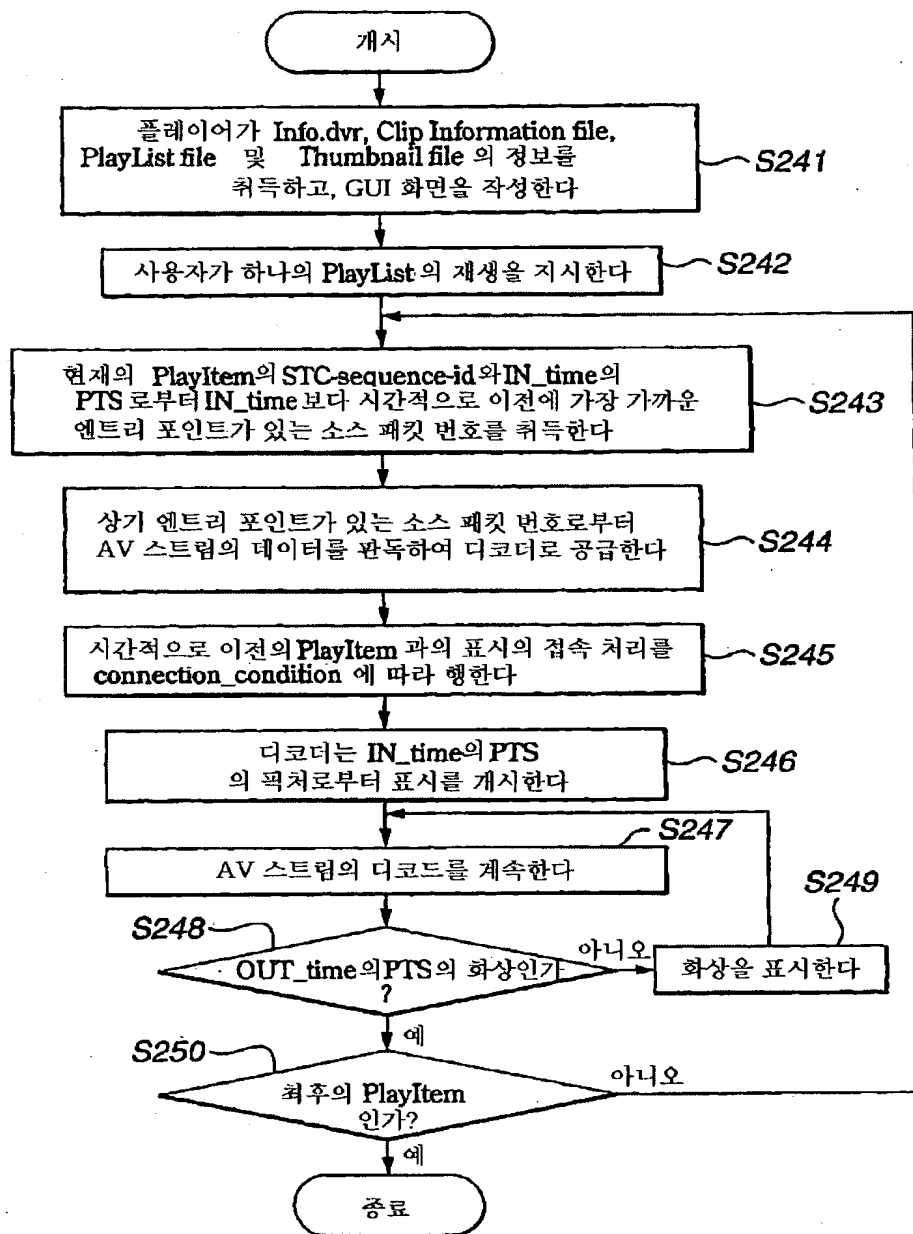 개시
플레이어가 Info.dvr, Clip Information file,
PlayList file 및 Thumbnail file 의 정보를
취득하고, GUI 화면을 작성한다
S241
사용자가 하나의 PlayList의 재생을 지시한다
S242
현재의 PlayItem의 STC-sequence-id와 IN_time의
PTS 로부터 IN_time 보다 시간적으로 이전에 가장 가까운
엔트리 포인트가 있는 소스 패킷 번호를 취득한다
S243
상기 엔트리 포인트가 있는 소스 패킷 번호로부터
AV 스트림의 데이터를 판독하여 디코더로 공급한다
S244
시간적으로 이전의 PlayItem 과의 표시의 접속 처리를
connection_condition 에 따라 행한다
S245
디코더는 IN_time의 PTS
의 픽처로부터 표시를 개시한다
S246
S247
AV 스트림의 디코드를 계속한다
S248
OUT_time의 PTS의 화상인가
?
아니오
S249
화상을 표시한다
예
S250
최후의 PlayItem
인가?
아니오
예
종료